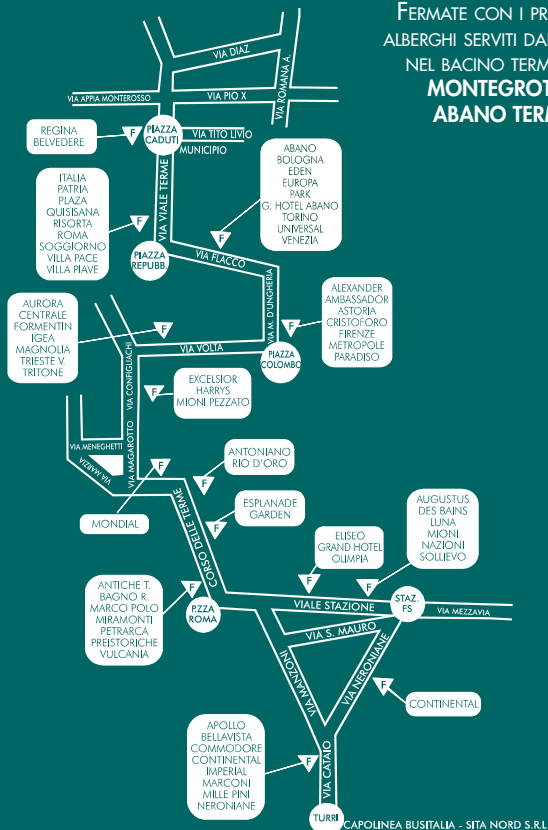 FERMATE CON I PR
ALBERGHI SERVITI DA
NEL BACINO TERM
MONTEGROT
ABANO TERM
VIA DIAZ
VIA ROMANA A.
VIA APPIA MONTEROSSO
VIA PIO X
REGINA
BELVEDERE
F
PIAZZA
CADUTI
VIA TITO LIVIO
MUNICIPIO
ABANO
BOLOGNA
EDEN
EUROPA
PARK
G. HOTEL ABANO
TORINO
UNIVERSAL
VENEZIA
ITALIA
PATRIA
PLAZA
QUISISANA
RISORTA
ROMA
SOGGIORNO
VILLA PACE
VILLA PIAVE
VIA VIALE TERME
F
F
PIAZZA
REPUBB.
VIA FLACCO
VIA M. D'UNGHERIA
ALEXANDER
AMBASSADOR
ASTORIA
CRISTOFORO
FIRENZE
METROPOLE
PARADISO
AURORA
CENTRALE
FORMENTIN
IGEA
MAGNOLIA
TRIESTE V.
TRITONE
F
F
VIA VOLTA
PIAZZA
COLOMBO
VIA CONFIGLIACHI
EXCELSIOR
HARRYS
MIONI PEZZATO
F
VIA MENEGHETTI
VIA MARZIA
VIA MAGAROTTO
ANTONIANO
RIO D'ORO
F
F
MONDIAL
ESPLANADE
GARDEN
F
CORSO DELLE TERME
AUGUSTUS
DES BAINS
LUNA
MIONI
NAZIONI
SOLLIEVO
ELISEO
GRAND HOTEL
OLIMPIA
F
F
ANTICHE T.
BAGNO R.
MARCO POLO
MIRAMONTI
PETRARCA
PREISTORICHE
VULCANIA
F
P.ZZA
ROMA
VIALE STAZIONE
STAZ.
FS
VIA MEZZAVIA
VIA S. MAURO
VIA MANZONI
VIA NERONIANE
F
CONTINENTAL
APOLLO
BELLAVISTA
COMMODORE
CONTINENTAL
IMPERIAL
MARCONI
MILLE PINI
NERONIANE
F
VIA CATAIO
TURRI
CAPOLINEA BUSITALIA - SITA NORD S.R.L